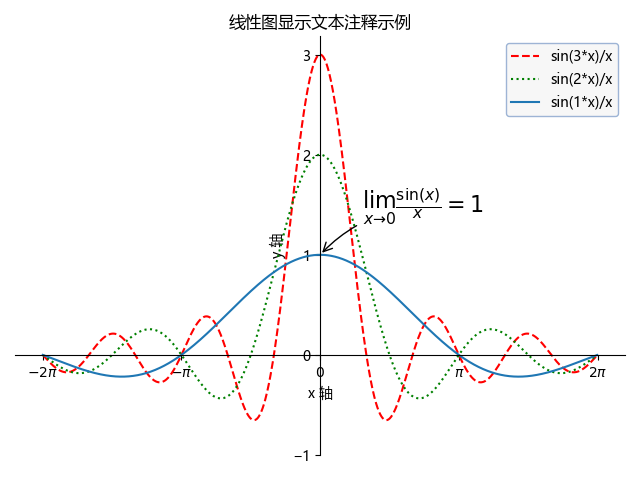 线性图显示文本注释示例
sin(3*x)/x
sin(2*x)/x
sin(1*x)/x
3
2
lim x→0 sin(x)/x = 1
y 轴
1
0
−2π −π 0 π 2π
x 轴
−1